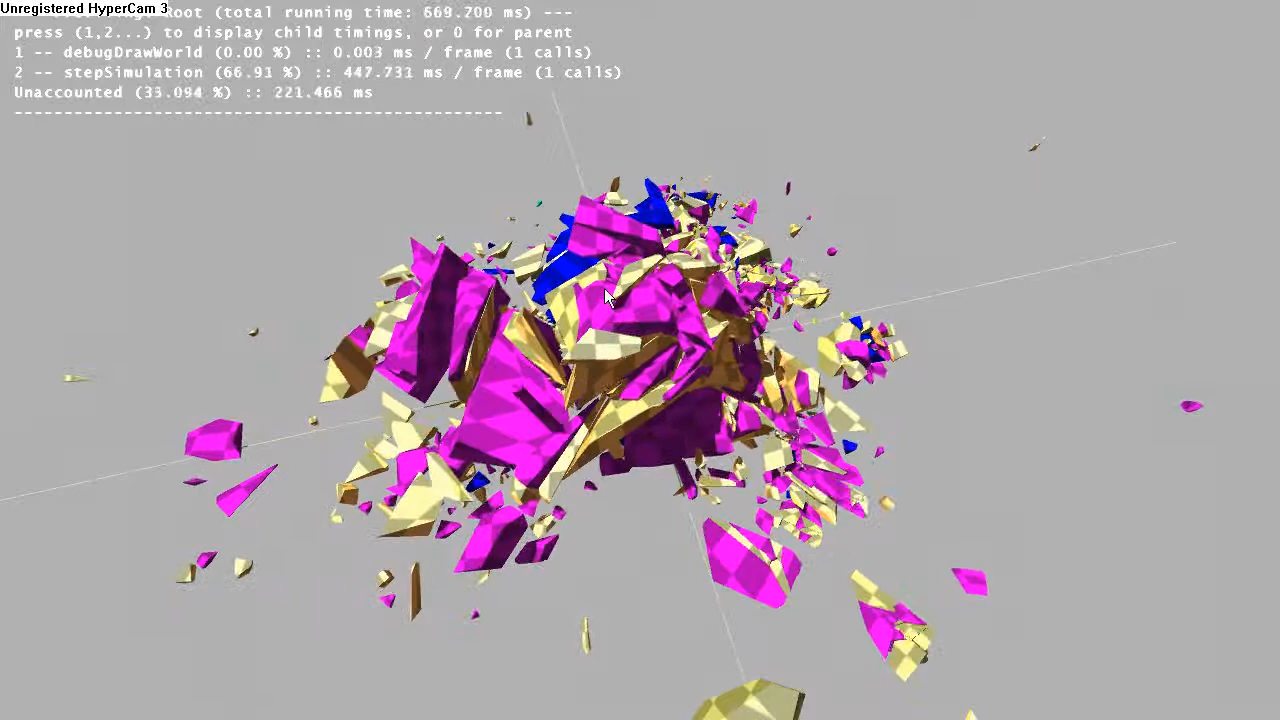 Unregistered HyperCam 3
Root (total running time: 669.200 ms) ---
press (1,2...) to display child timings, or 0 for parent
1 -- debugDrawWorld (0.00 %) :: 0.003 ms / frame (1 calls)
2 -- stepSimulation (66.91 %) :: 447.731 ms / frame (1 calls)
Unaccounted (33.094 %) :: 221.466 ms
-------------------------------------------------